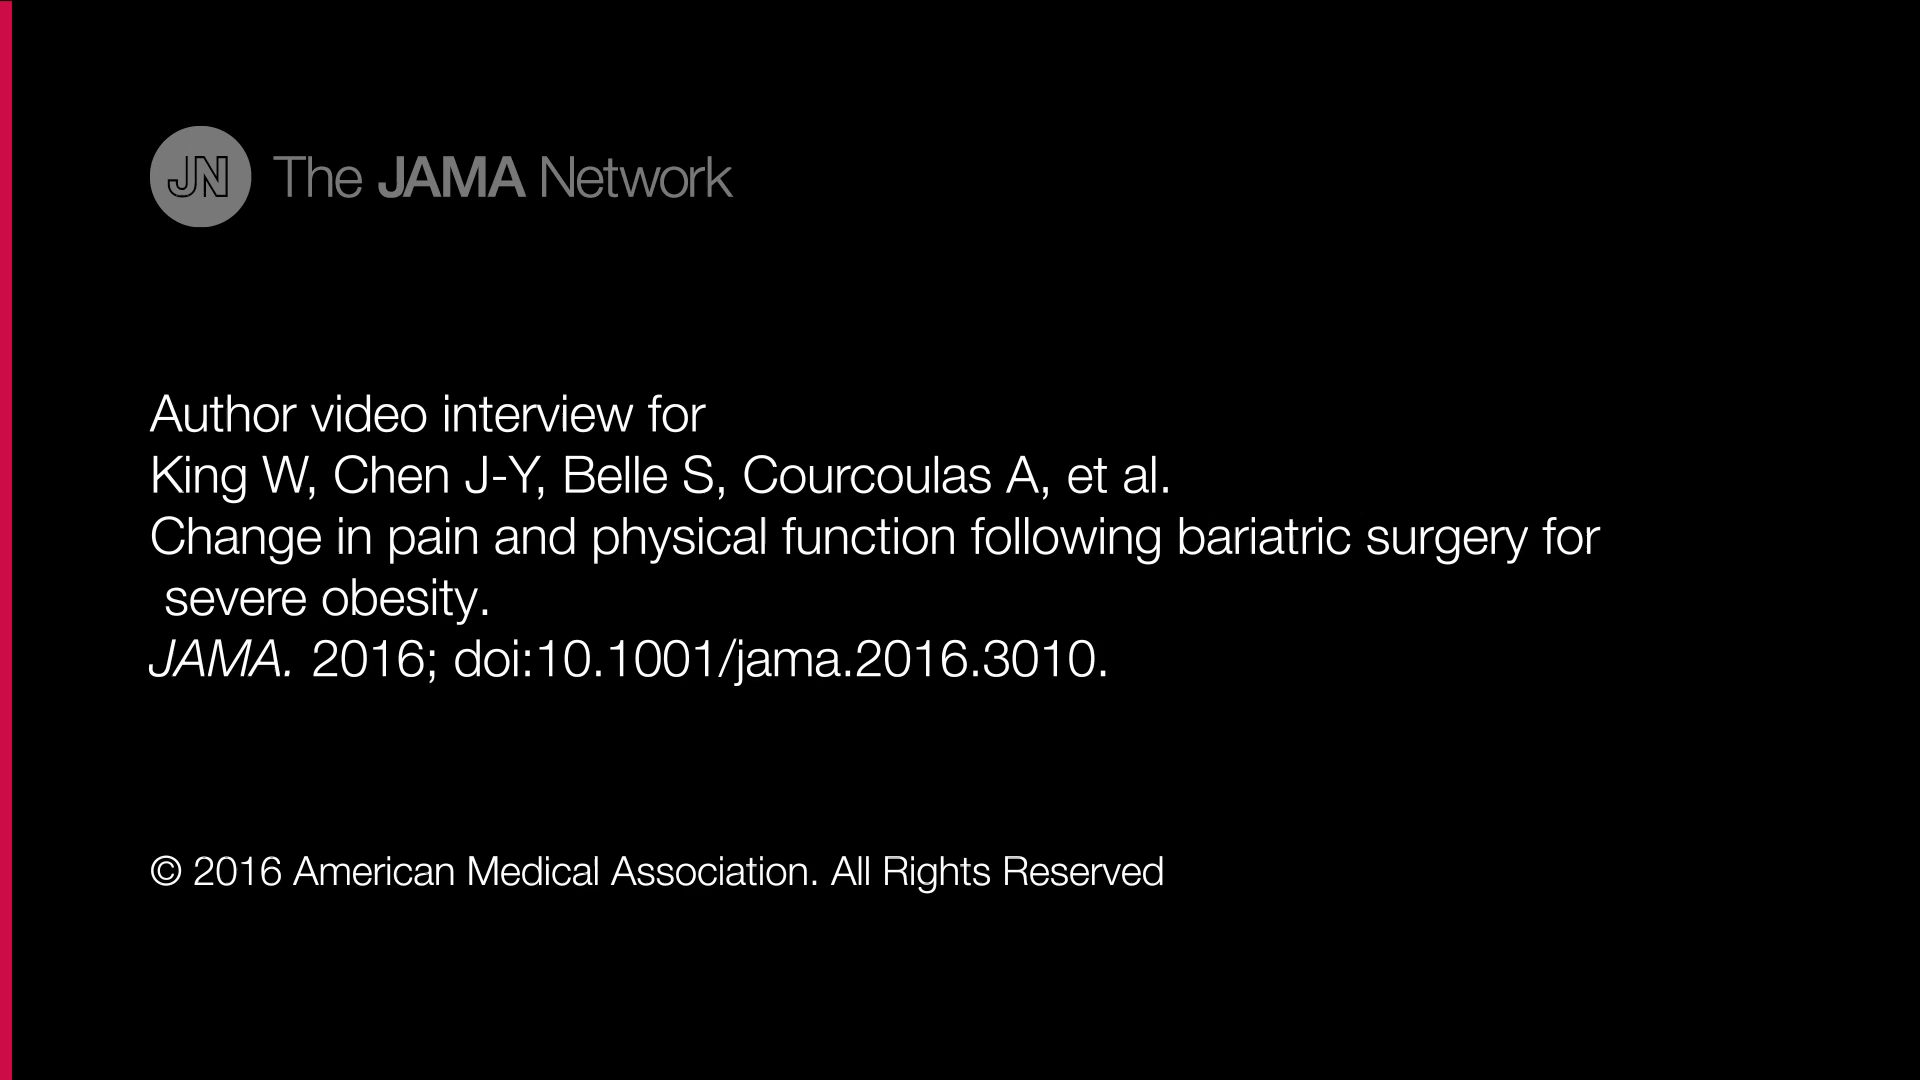 JN The JAMA Network
Author video interview for
King W, Chen J-Y, Belle S, Courcoulas A, et al.
Change in pain and physical function following bariatric surgery for
severe obesity.
JAMA. 2016; doi:10.1001/jama.2016.3010.
© 2016 American Medical Association. All Rights Reserved